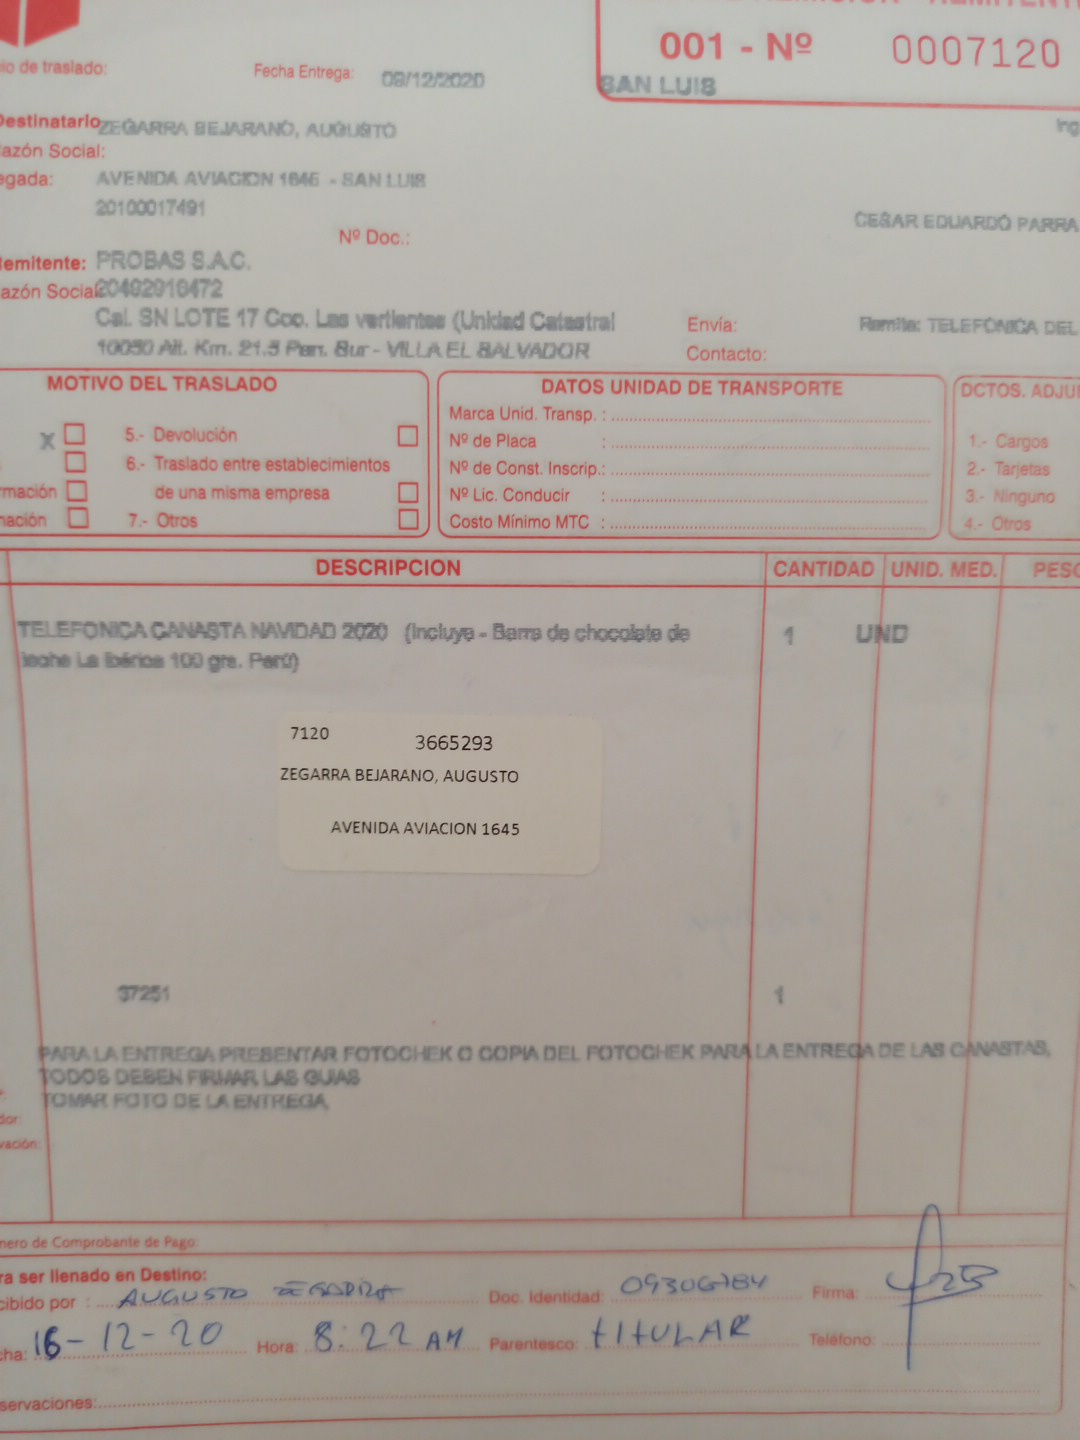 001 - Nº 0007120
SAN LUIS
io de traslado:
Fecha Entrega: 09/12/2020
Destinatario ZEGARRA BEJARANO, AUGUSTO
Ing
azón Social:
egada: AVENIDA AVIACION 1645 - SAN LUIS
20100017491
CESAR EDUARDO PARRA
Nº Doc.:
Remitente: PROBAS S.A.C.
azón Social 20492916472
Cal. SN LOTE 17 Coo. Las vertientes (Unidad Catastral
Envía: Remite: TELEFÓNICA DEL
10050 Alt. Km. 21.5 Pan. Sur - VILLA EL SALVADOR
Contacto:
MOTIVO DEL TRASLADO
X
5.- Devolución
6.- Traslado entre establecimientos
de una misma empresa
rmación
mación
7.- Otros
DATOS UNIDAD DE TRANSPORTE
Marca Unid. Transp. :
Nº de Placa :
Nº de Const. Inscrip.:
Nº Lic. Conducir :
Costo Mínimo MTC :
DCTOS. ADJU
1.- Cargos
2.- Tarjetas
3.- Ninguno
4.- Otros
DESCRIPCION CANTIDAD UNID. MED. PESO
TELEFONICA CANASTA NAVIDAD 2020 (Incluye - Barra de chocolate de 1 UND
leche La Ibérica 100 grs. Perú)
7120 3665293
ZEGARRA BEJARANO, AUGUSTO
AVENIDA AVIACION 1645
37251 1
PARA LA ENTREGA PRESENTAR FOTOCHEK O COPIA DEL FOTOCHEK PARA LA ENTREGA DE LAS CANASTAS,
TODOS DEBEN FIRMAR LAS GUIAS
TOMAR FOTO DE LA ENTREGA,
dor:
vación:
nero de Comprobante de Pago:
ra ser llenado en Destino:
cibido por : AUGUSTO ZEGARRA Doc. Identidad: Firma:
cha: 16-12-20 Hora: 8:22 AM Parentesco: TITULAR Teléfono:
servaciones: